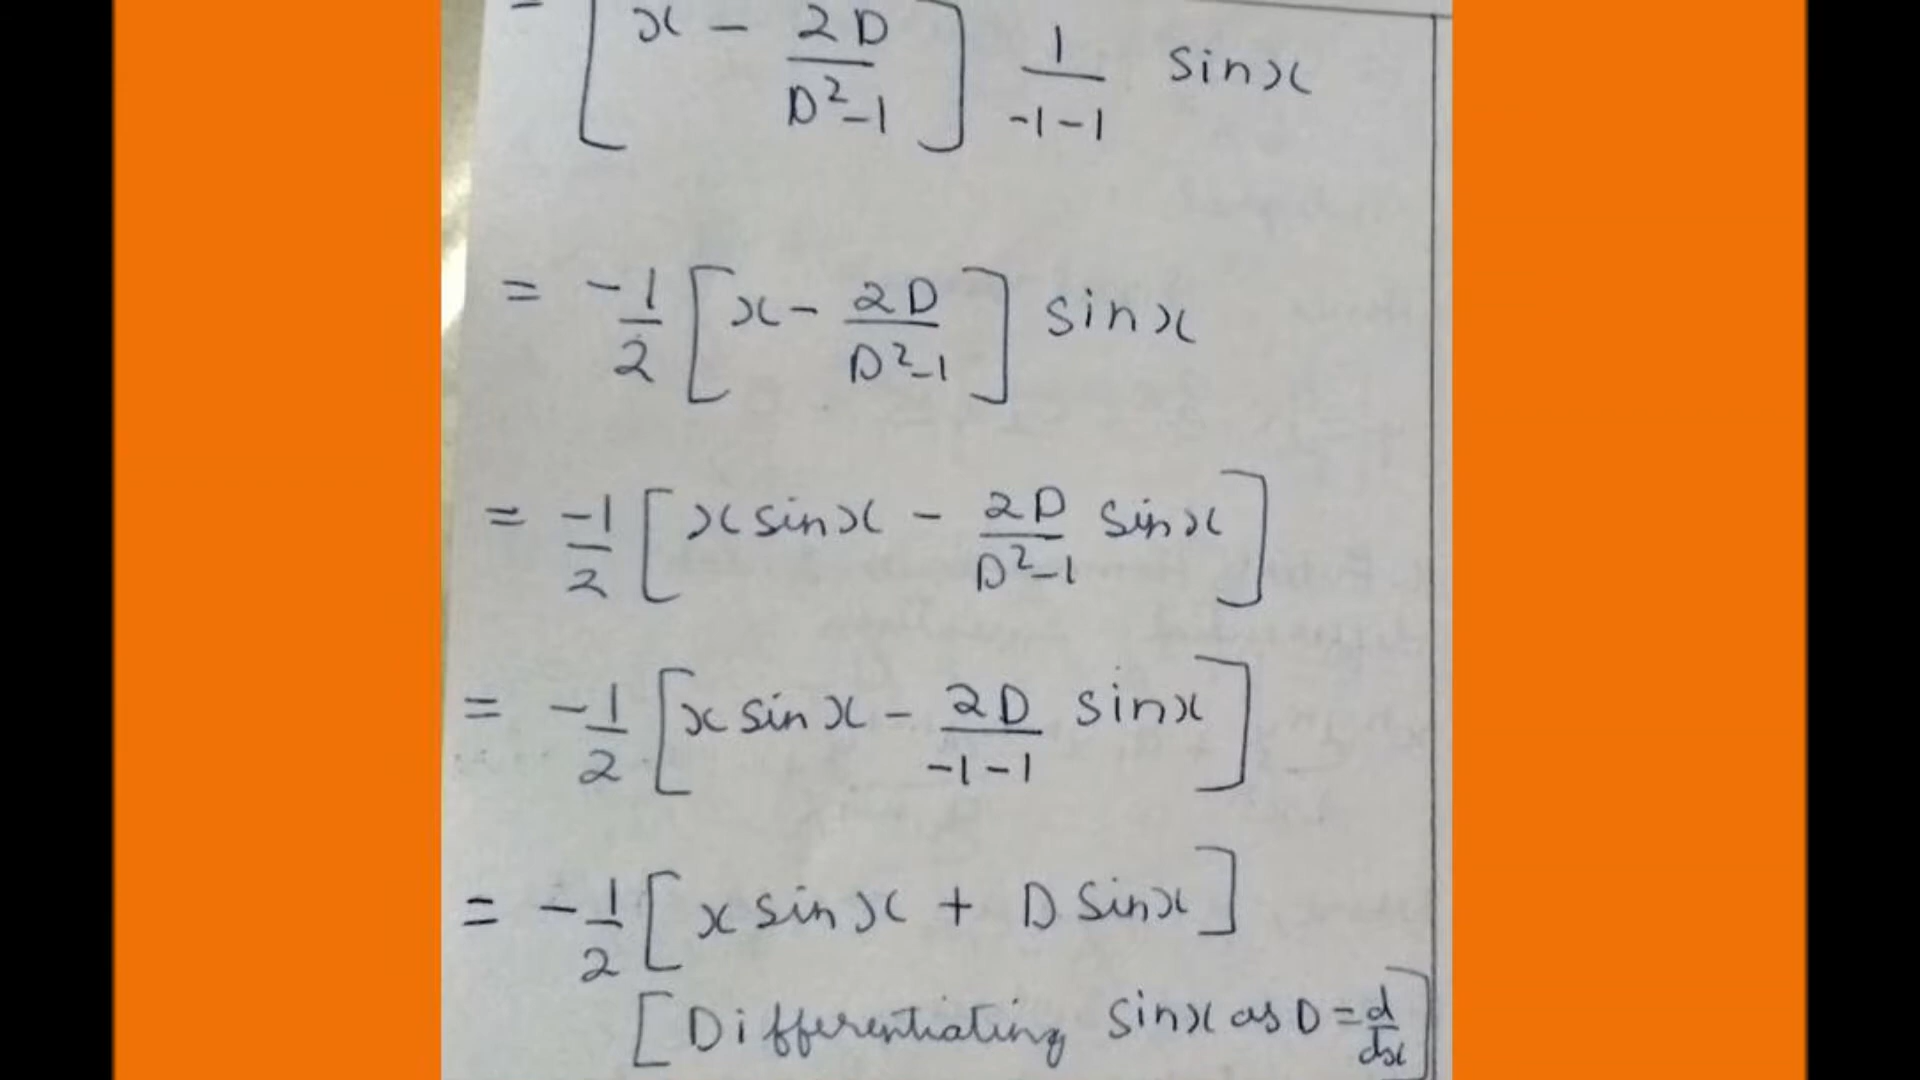 = [x - 2D/D²-1] 1/-1-1 sinx
= -1/2 [x - 2D/D²-1] sinx
= -1/2 [x sinx - 2D/D²-1 sinx]
= -1/2 [x sinx - 2D/-1-1 sinx]
= -1/2 [x sinx + D sinx]
[Differentiating sinx as D = d/dx]